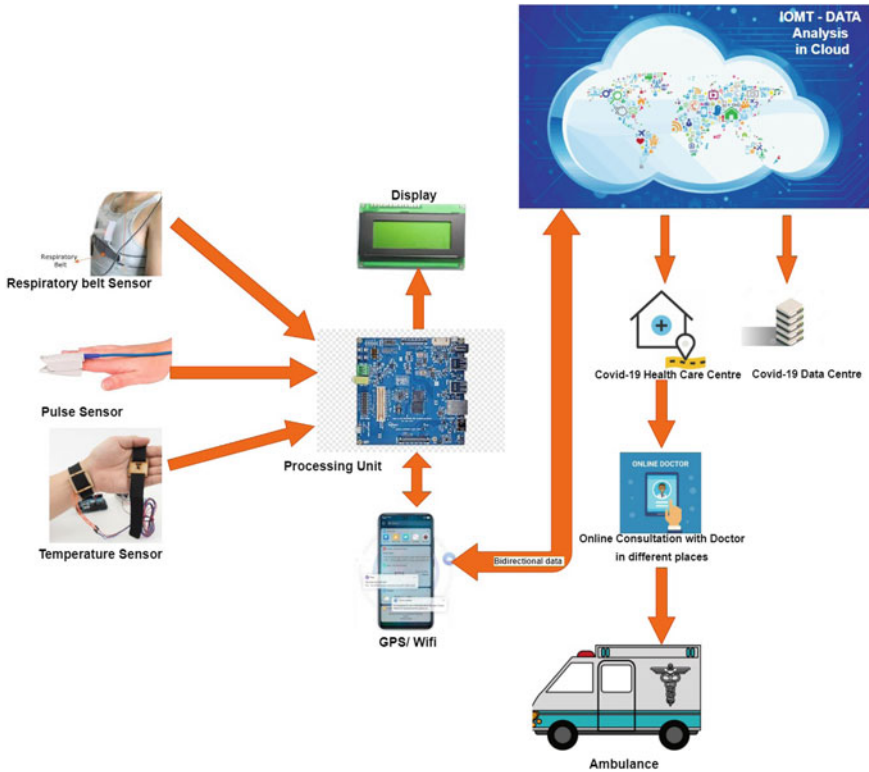 IOMT - DATA
Analysis
in Cloud
Display
Respiratory
Belt
Respiratory belt Sensor
Pulse Sensor
Processing Unit
Temperature Sensor
Covid-19 Health Care Centre
Covid-19 Data Centre
ONLINE DOCTOR
Online Consultation with Doctor
in different places
Bidirectional data
GPS/ Wifi
Ambulance